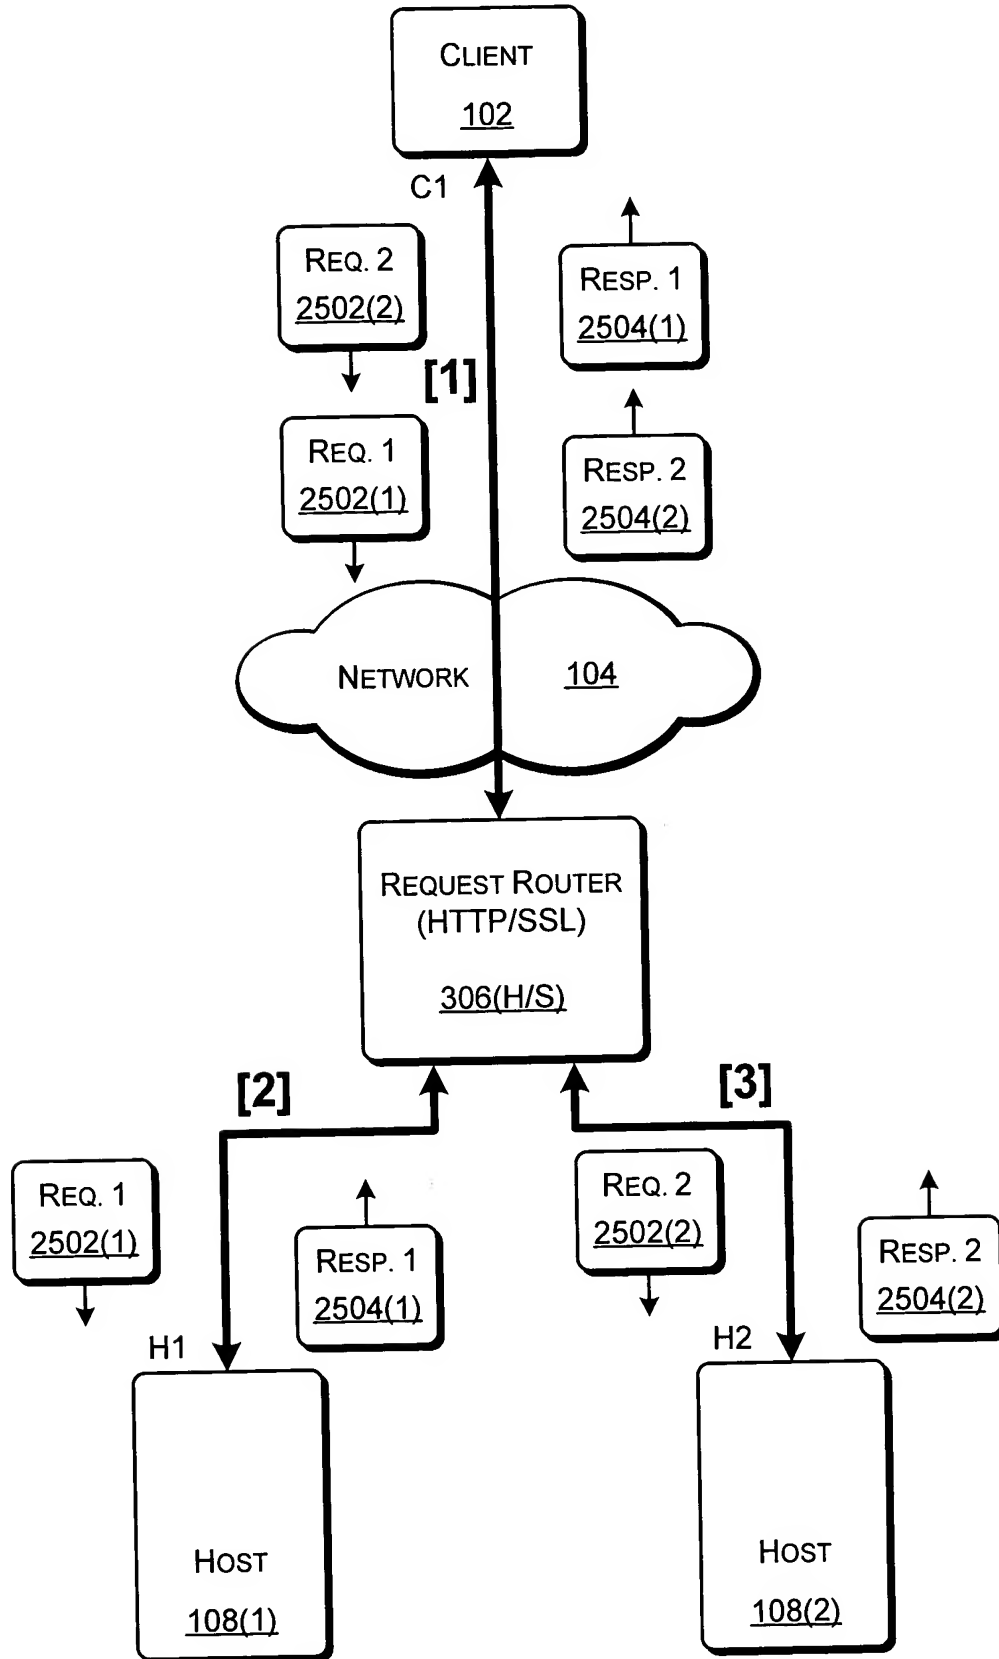 CLIENT
102
C1
REQ. 2
2502(2)
RESP. 1
2504(1)
[1]
REQ. 1
2502(1)
RESP. 2
2504(2)
NETWORK
104
REQUEST ROUTER
(HTTP/SSL)
306(H/S)
[2]
[3]
REQ. 1
2502(1)
RESP. 1
2504(1)
REQ. 2
2502(2)
RESP. 2
2504(2)
H1
H2
HOST
108(1)
HOST
108(2)